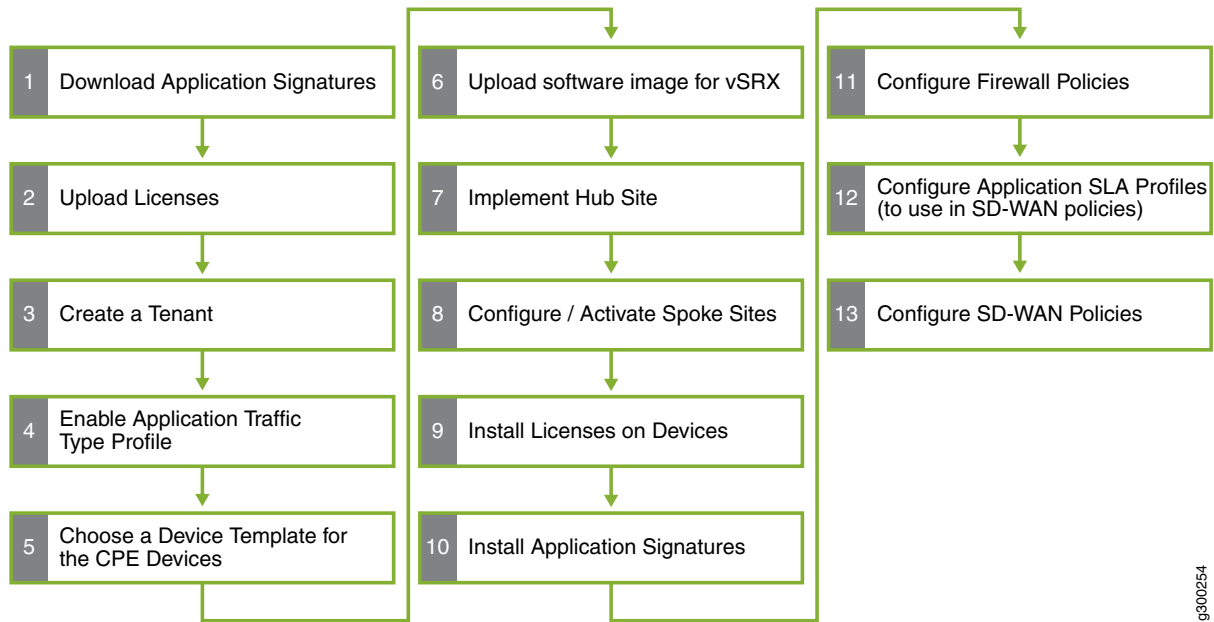 1 Download Application Signatures
2 Upload Licenses
3 Create a Tenant
4 Enable Application Traffic
Type Profile
5 Choose a Device Template for
the CPE Devices
6 Upload software image for vSRX
7 Implement Hub Site
8 Configure / Activate Spoke Sites
9 Install Licenses on Devices
10 Install Application Signatures
11 Configure Firewall Policies
12 Configure Application SLA Profiles
(to use in SD-WAN policies)
13 Configure SD-WAN Policies
g300254